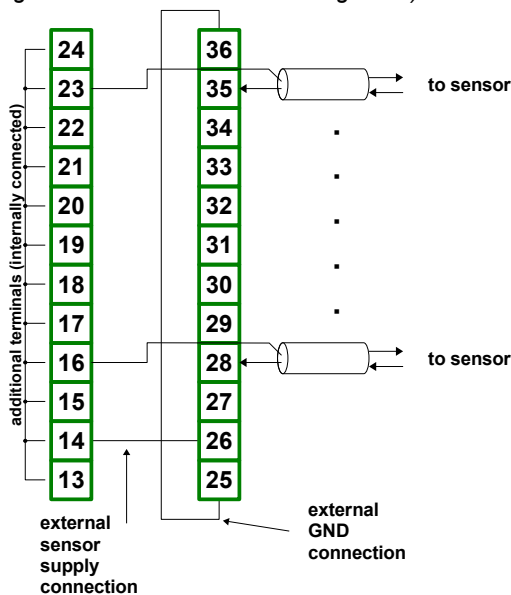 24
23
22
21
20
19
18
17
16
15
14
13
additional terminals (internally connected)
36
35
34
33
32
31
30
29
28
27
26
25
to sensor
to sensor
external
sensor
supply
connection
external
GND
connection